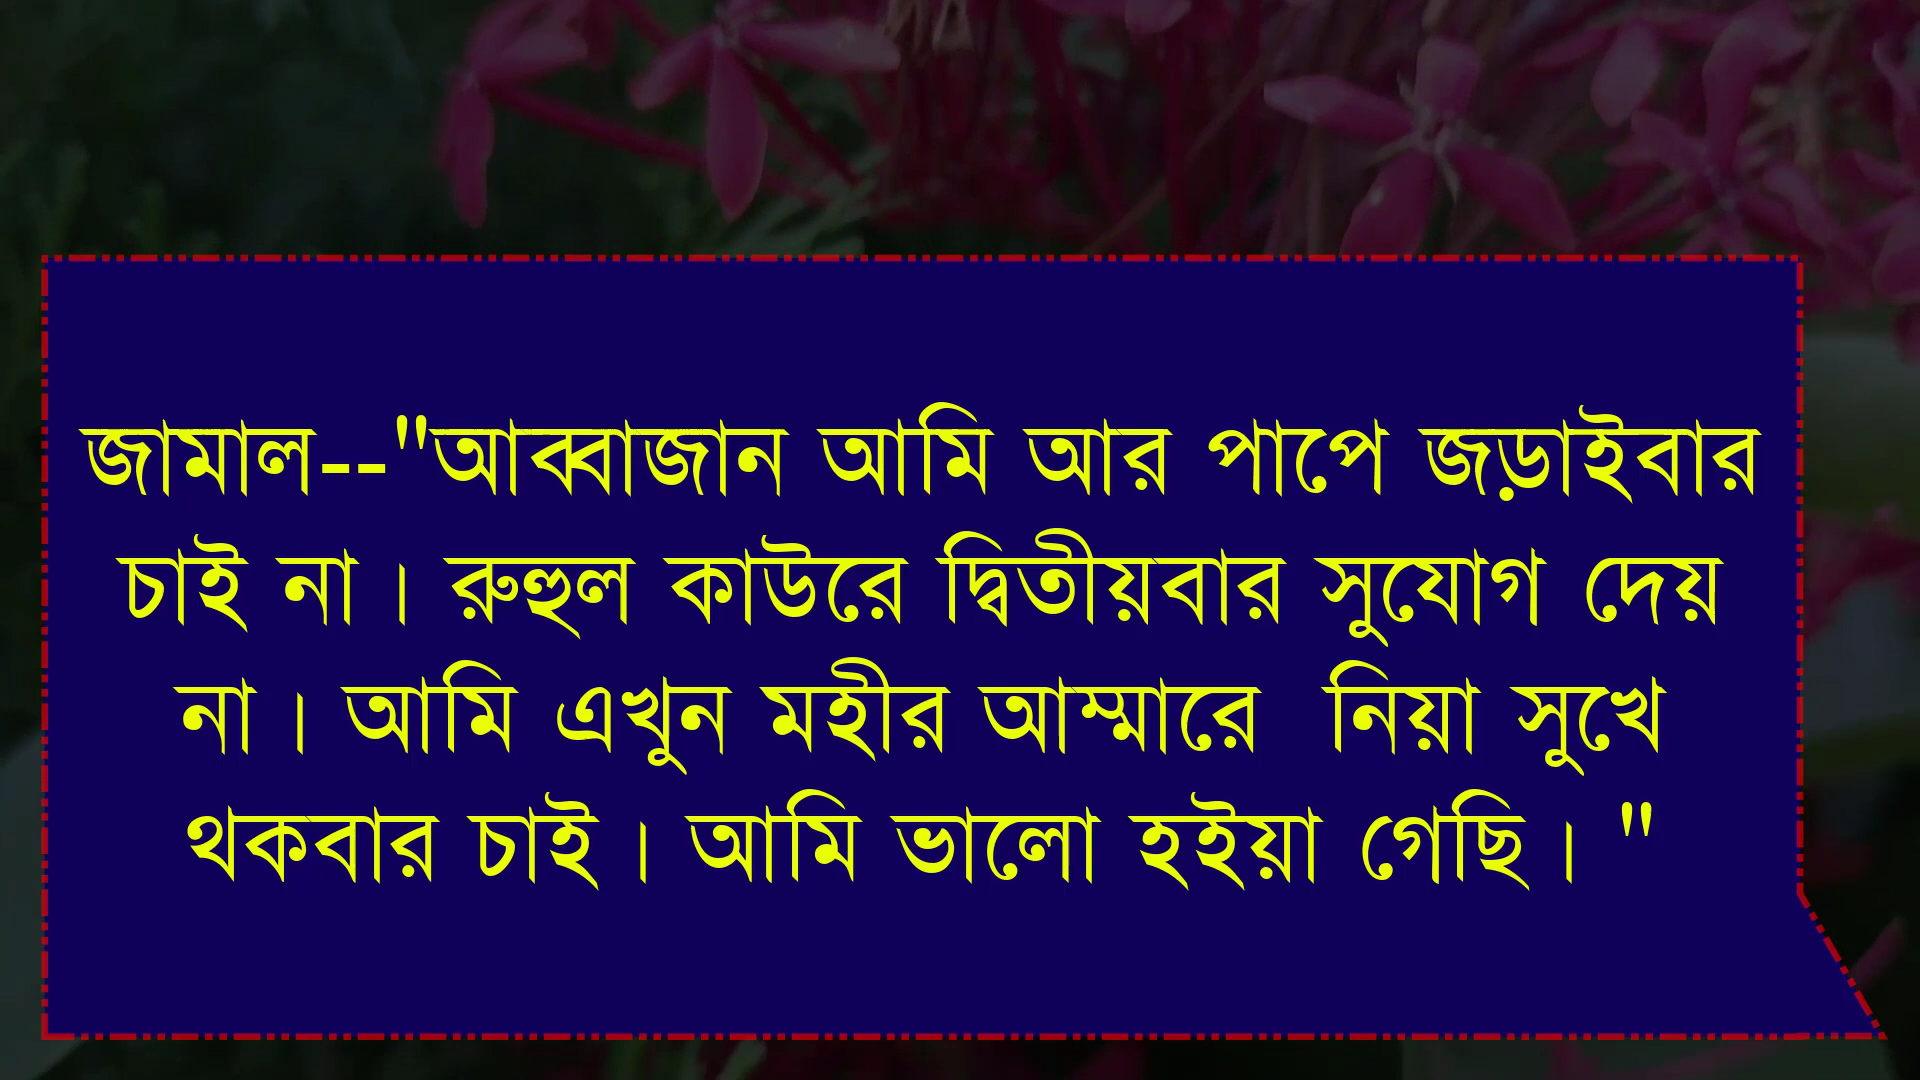 জামাল--"আব্বাজান আমি আর পাপে জড়াইবার
চাই না। রুহুল কাউরে দ্বিতীয়বার সুযোগ দেয়
না। আমি এখুন মহীর আম্মারে  নিয়া সুখে
থকবার চাই। আমি ভালো হইয়া গেছি। "